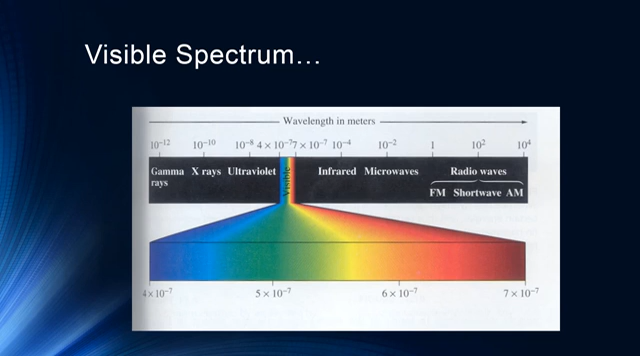 Visible Spectrum…
Wavelength in meters
10⁻¹² 10⁻¹⁰ 10⁻⁸ 4 × 10⁻⁷ 7 × 10⁻⁷ 10⁻⁴ 10⁻² 1 10² 10⁴
Gamma rays X rays Ultraviolet Visible Infrared Microwaves Radio waves
FM Shortwave AM
4 × 10⁻⁷ 5 × 10⁻⁷ 6 × 10⁻⁷ 7 × 10⁻⁷